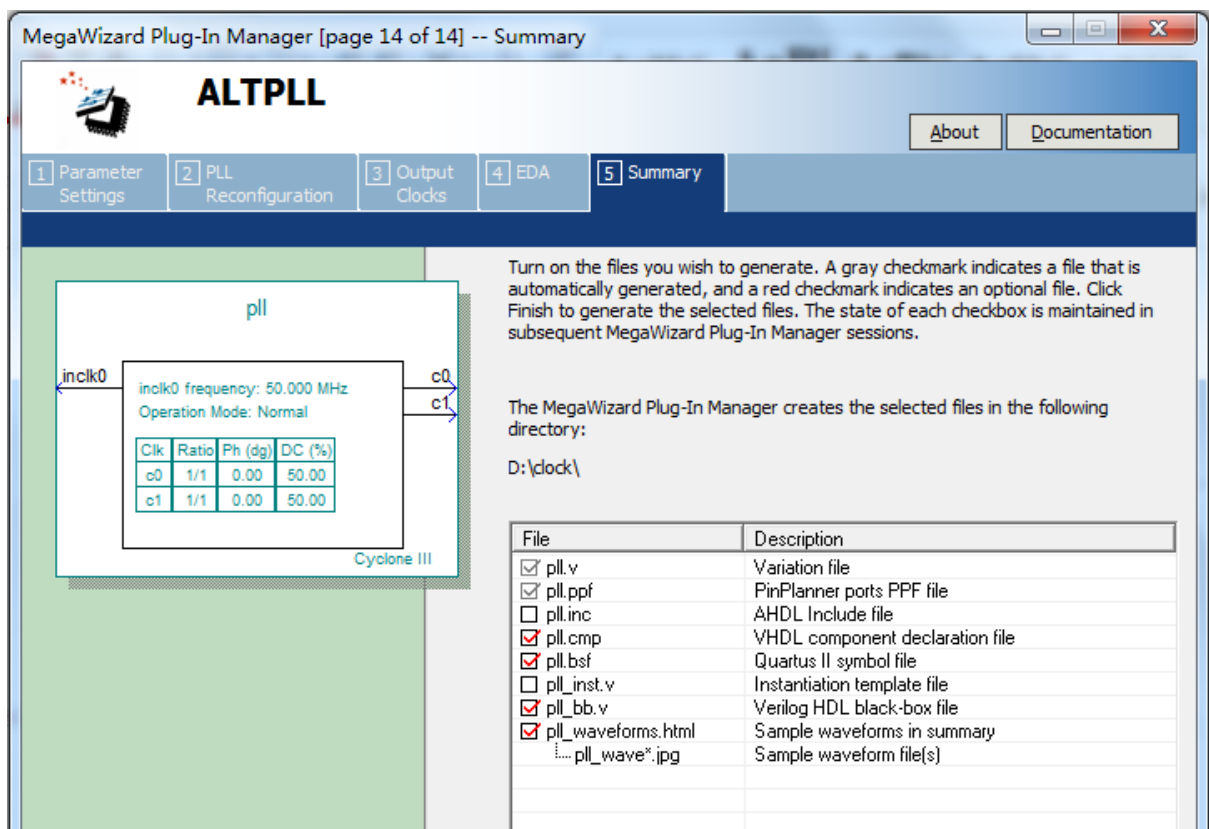 MegaWizard Plug-In Manager [page 14 of 14] -- Summary
X
ALTPLL
About
Documentation
1 Parameter
Settings
2 PLL
Reconfiguration
3 Output
Clocks
4 EDA
5 Summary
pll
inclk0
c0
c1
inclk0 frequency: 50.000 MHz
Operation Mode: Normal
Clk Ratio Ph (dg) DC (%)
c0 1/1 0.00 50.00
c1 1/1 0.00 50.00
Cyclone III
Turn on the files you wish to generate. A gray checkmark indicates a file that is
automatically generated, and a red checkmark indicates an optional file. Click
Finish to generate the selected files. The state of each checkbox is maintained in
subsequent MegaWizard Plug-In Manager sessions.
The MegaWizard Plug-In Manager creates the selected files in the following
directory:
D:\clock\
File Description
pll.v Variation file
pll.ppf PinPlanner ports PPF file
pll.inc AHDL Include file
pll.cmp VHDL component declaration file
pll.bsf Quartus II symbol file
pll_inst.v Instantiation template file
pll_bb.v Verilog HDL black-box file
pll_waveforms.html Sample waveforms in summary
pll_wave*.jpg Sample waveform file(s)